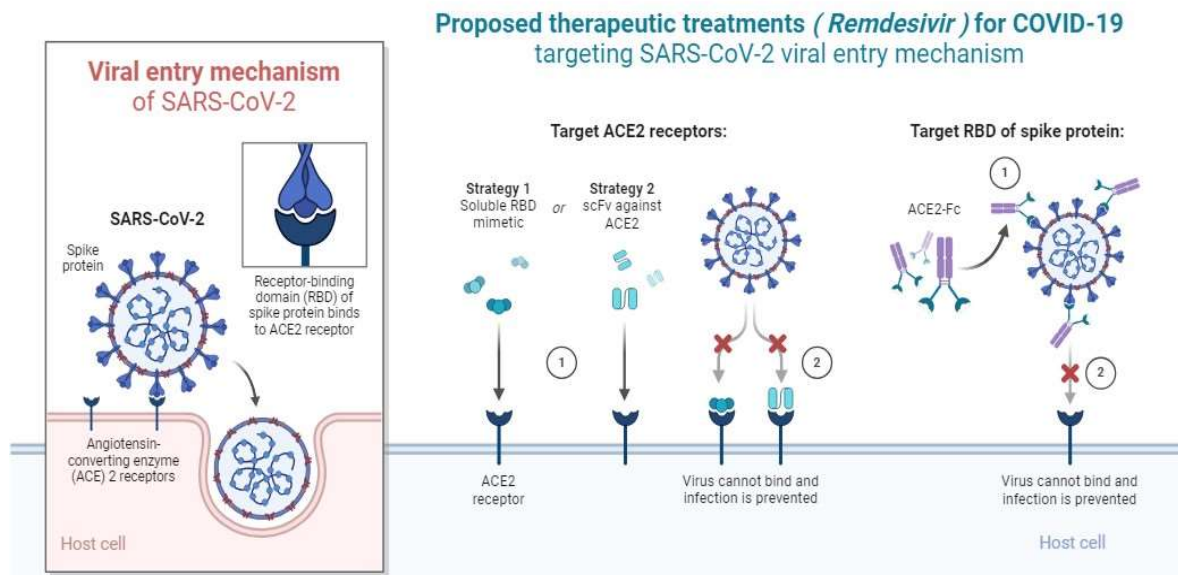 Viral entry mechanism
of SARS-CoV-2
SARS-CoV-2
Spike
protein
Receptor-binding
domain (RBD) of
spike protein binds
to ACE2 receptor
Angiotensin-
converting enzyme
(ACE) 2 receptors
Host cell
Proposed therapeutic treatments ( Remdesivir ) for COVID-19
targeting SARS-CoV-2 viral entry mechanism
Target ACE2 receptors:
Strategy 1
Soluble RBD
mimetic
or
Strategy 2
scFv against
ACE2
1
2
ACE2
receptor
Virus cannot bind and
infection is prevented
Target RBD of spike protein:
ACE2-Fc
1
2
Virus cannot bind and
infection is prevented
Host cell